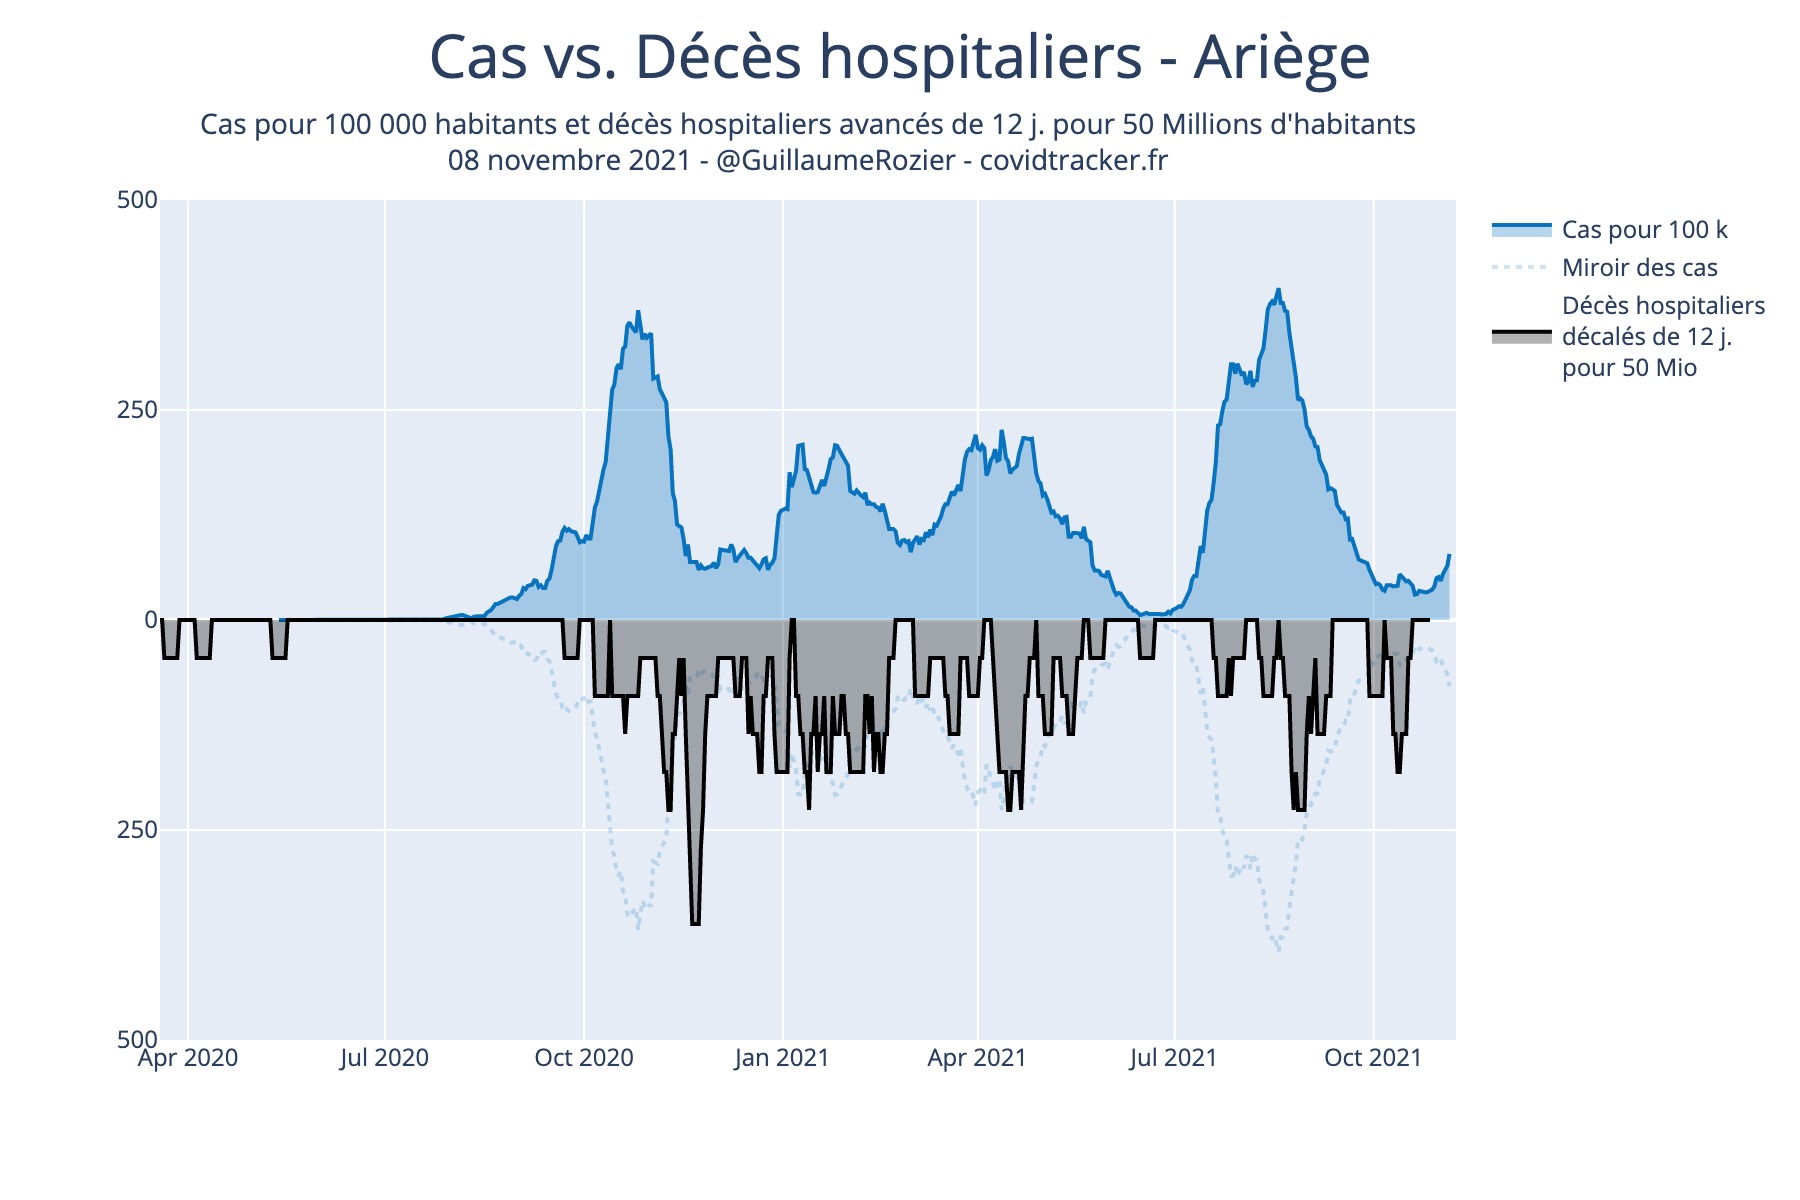 Cas vs. Décès hospitaliers - Ariège
Cas pour 100 000 habitants et décès hospitaliers avancés de 12 j. pour 50 Millions d'habitants
08 novembre 2021 - @GuillaumeRozier - covidtracker.fr
500
250
0
250
500
Apr 2020
Jul 2020
Oct 2020
Jan 2021
Apr 2021
Jul 2021
Oct 2021
Cas pour 100 k
Miroir des cas
Décès hospitaliers
décalés de 12 j.
pour 50 Mio